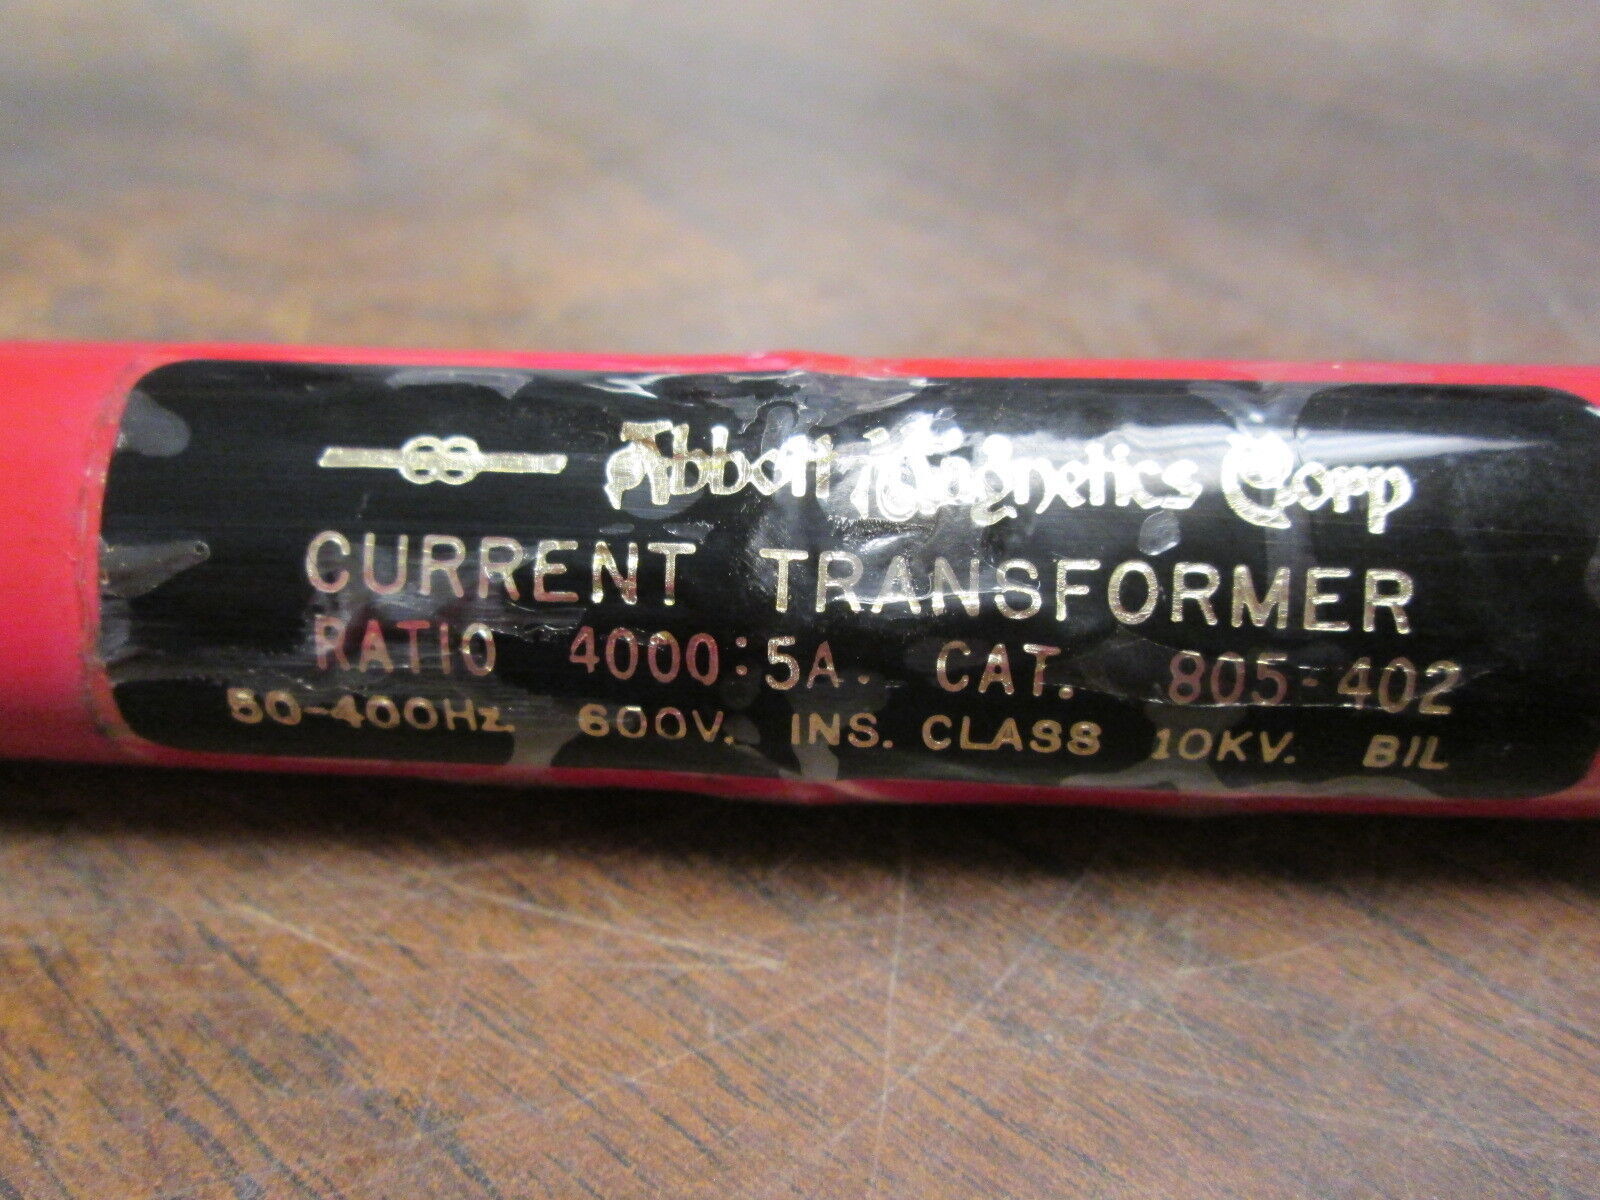 Abbott Magnetics Corp
CURRENT TRANSFORMER
RATIO 4000:5A. CAT. 805-402
50-400Hz. 600V. INS. CLASS 10KV. BIL